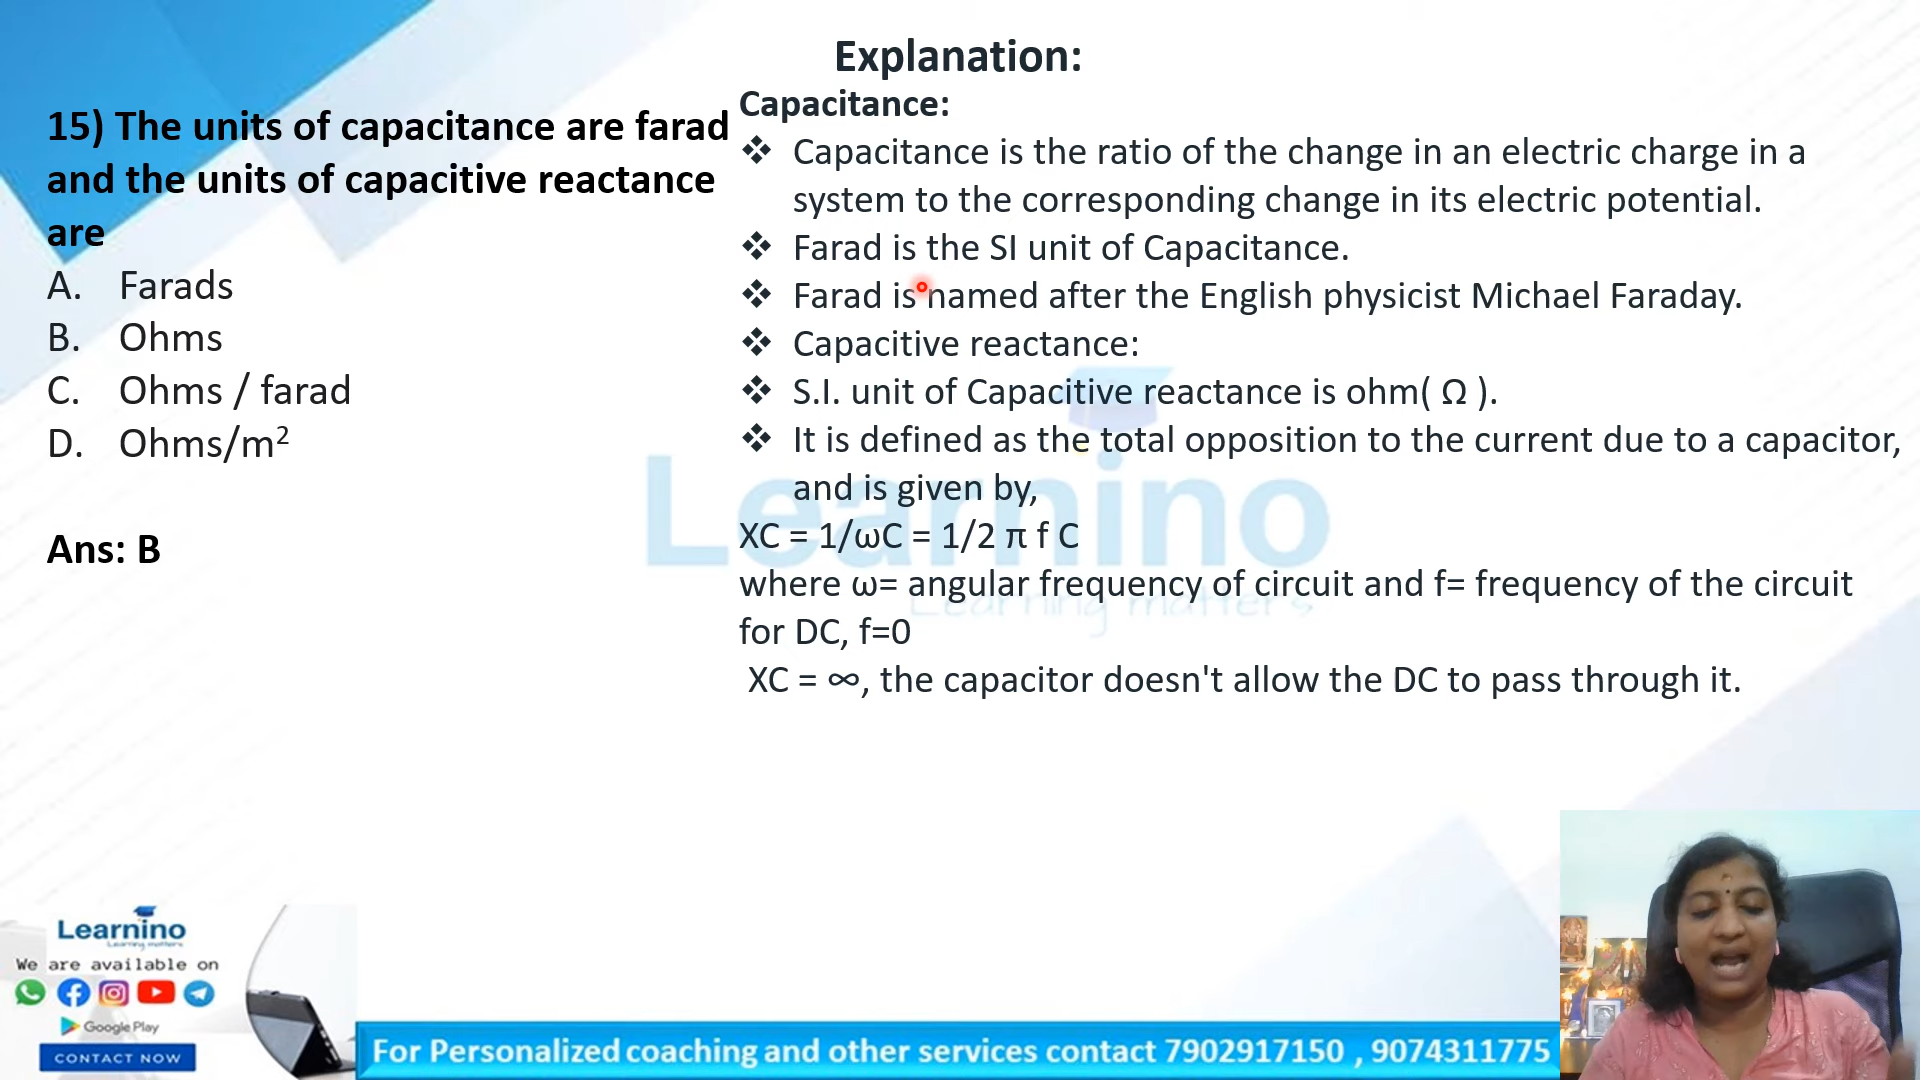 Explanation:
15) The units of capacitance are farad
and the units of capacitive reactance
are
A. Farads
B. Ohms
C. Ohms / farad
D. Ohms/m²
Ans: B
Capacitance:
❖ Capacitance is the ratio of the change in an electric charge in a
system to the corresponding change in its electric potential.
❖ Farad is the SI unit of Capacitance.
❖ Farad is named after the English physicist Michael Faraday.
❖ Capacitive reactance:
❖ S.I. unit of Capacitive reactance is ohm( Ω ).
❖ It is defined as the total opposition to the current due to a capacitor,
and is given by,
XC = 1/ωC = 1/2 π f C
where ω= angular frequency of circuit and f= frequency of the circuit
for DC, f=0
XC = ∞, the capacitor doesn't allow the DC to pass through it.
Learnino
Learning matters
Learnino
Learning matters
We are available on
Google Play
CONTACT NOW
For Personalized coaching and other services contact 7902917150 , 9074311775